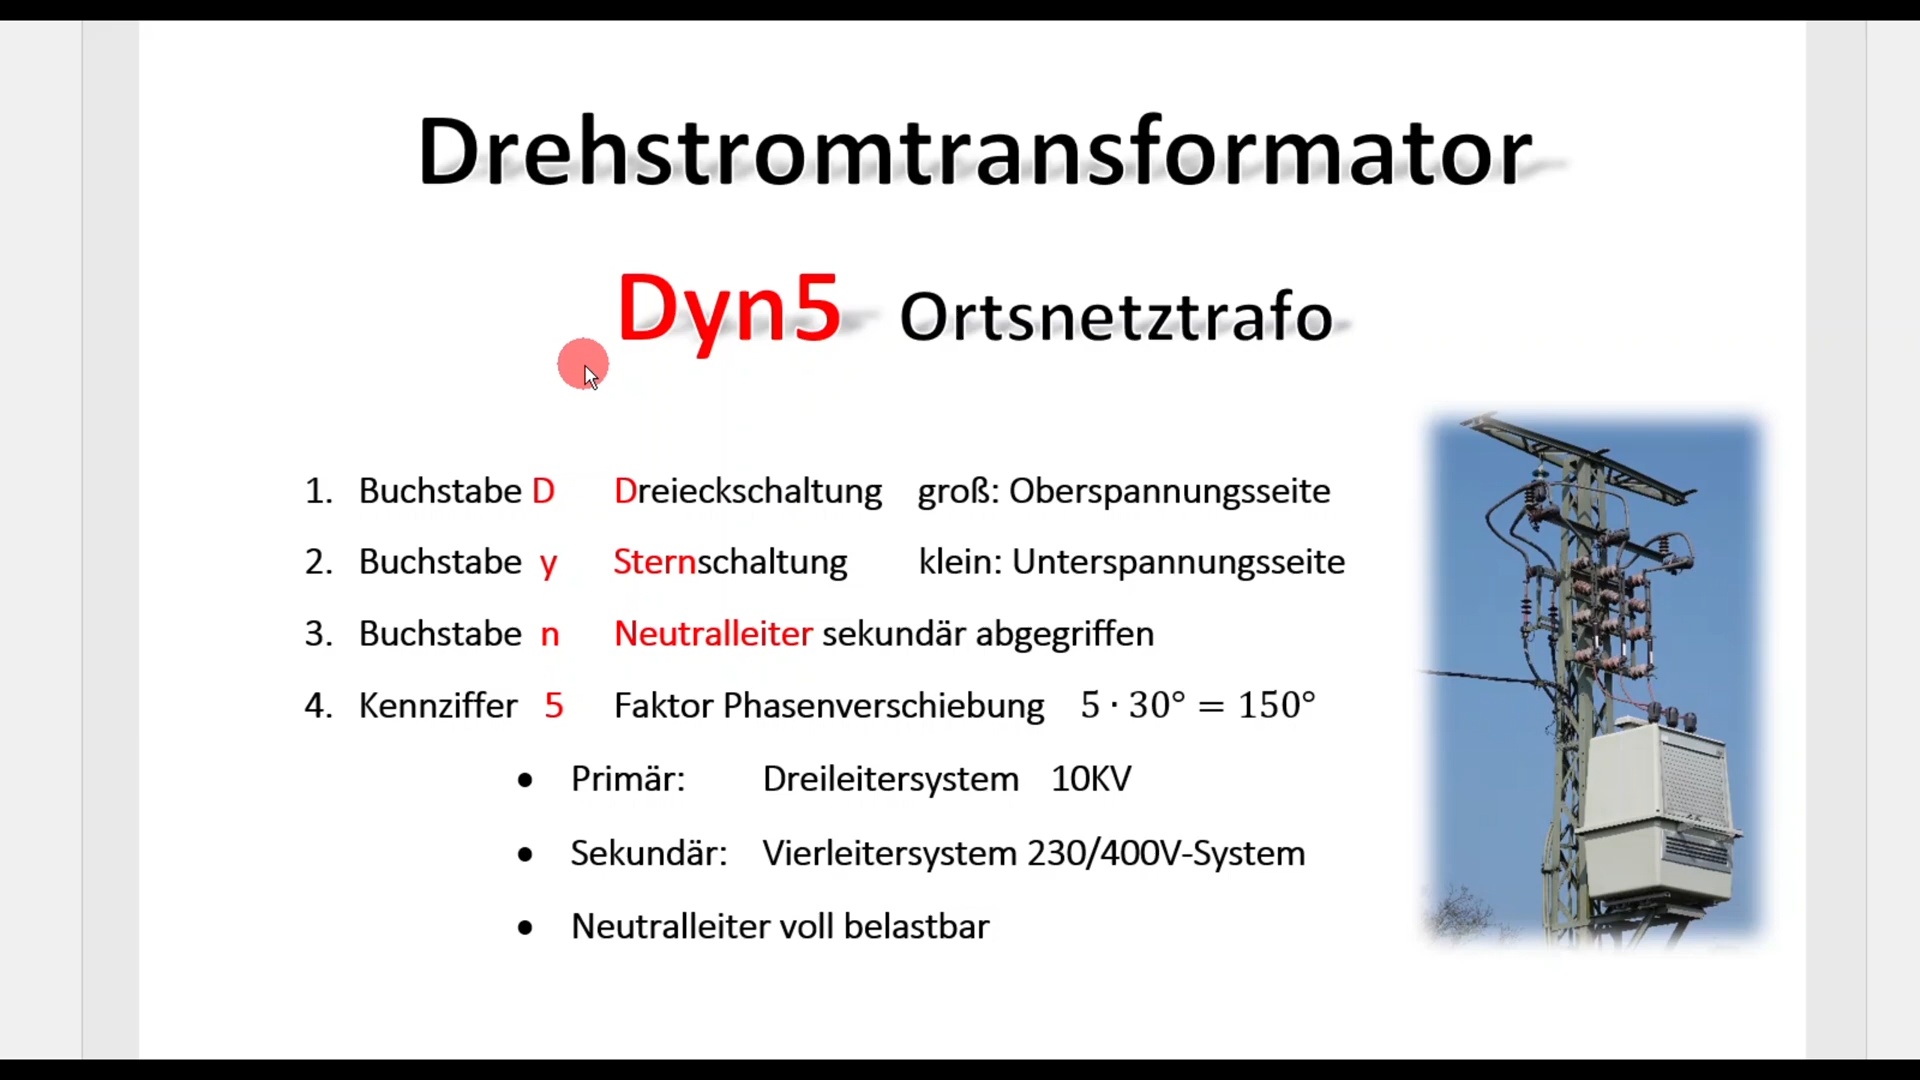 Drehstromtransformator
Dyn5 Ortsnetztrafo
1. Buchstabe D Dreieckschaltung groß: Oberspannungsseite
2. Buchstabe y Sternschaltung klein: Unterspannungsseite
3. Buchstabe n Neutralleiter sekundär abgegriffen
4. Kennziffer 5 Faktor Phasenverschiebung 5 · 30° = 150°
• Primär: Dreileitersystem 10KV
• Sekundär: Vierleitersystem 230/400V-System
• Neutralleiter voll belastbar